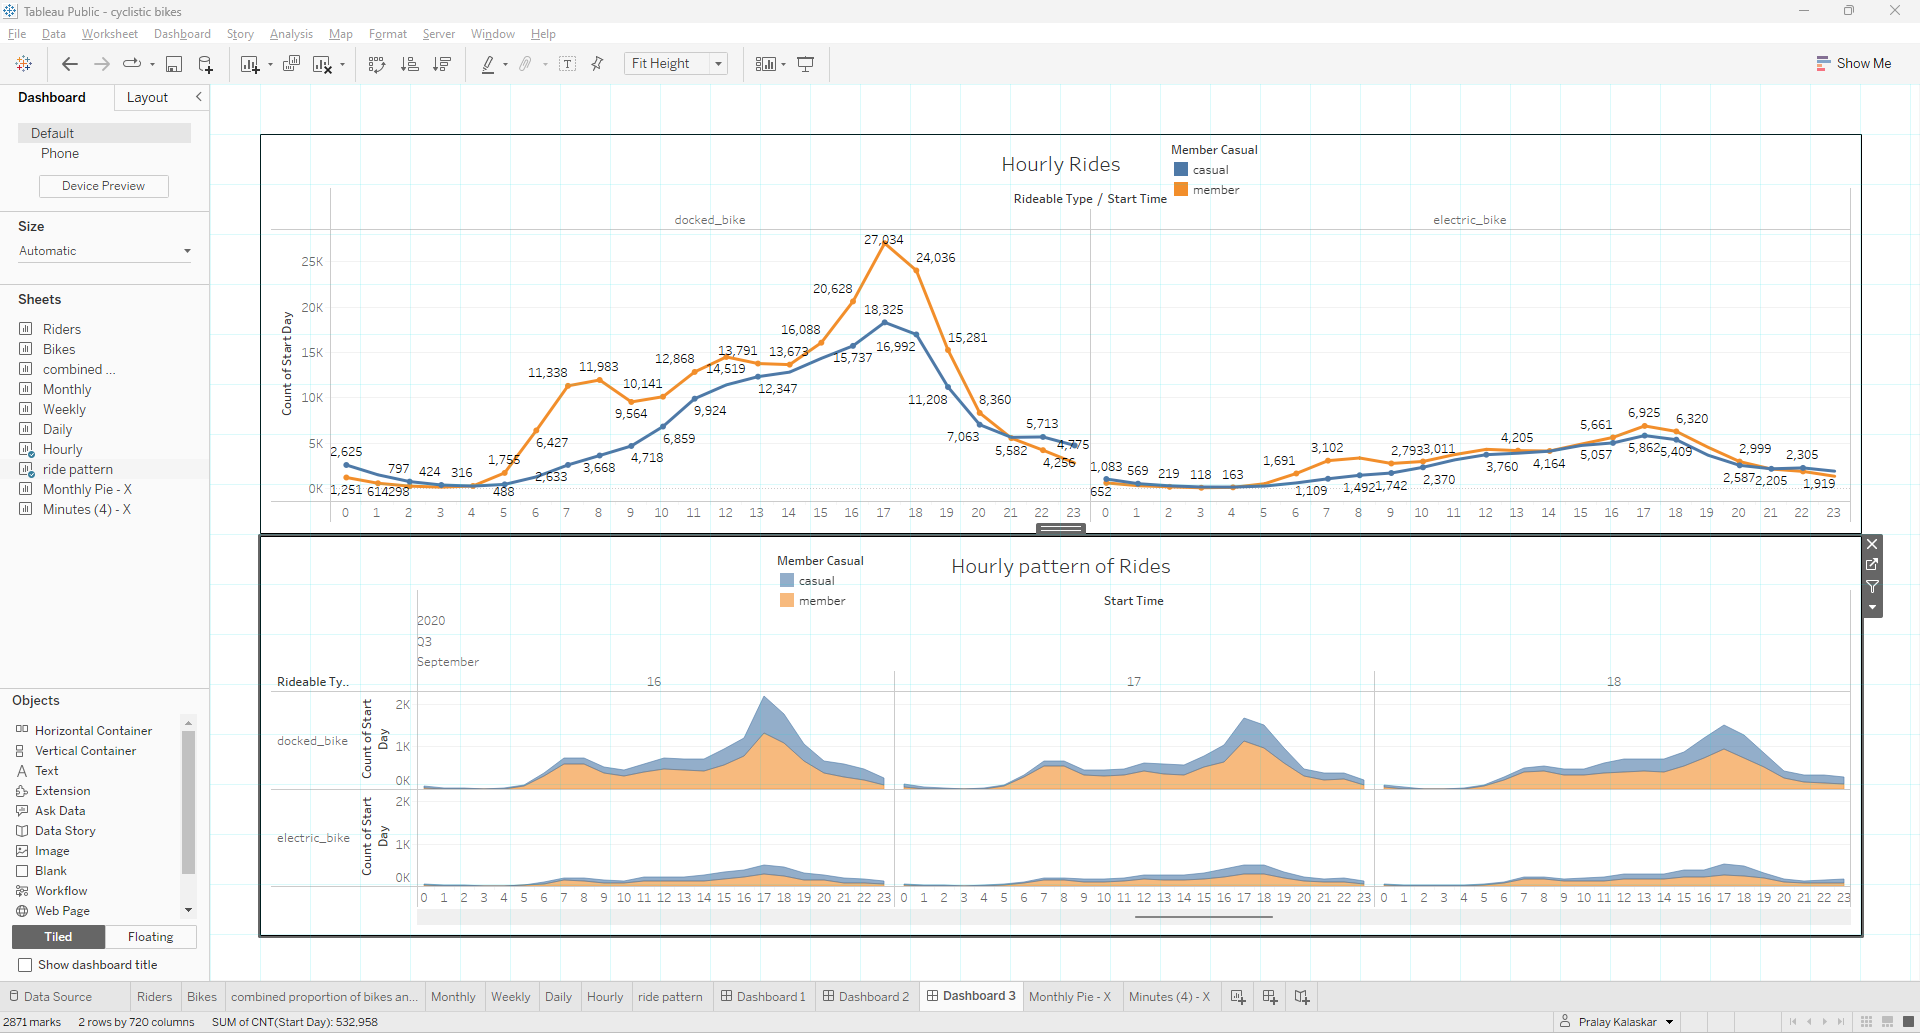 Tableau Public - cyclistic bikes
File Data Worksheet Dashboard Story Analysis Map Format Server Window Help
Fit Height
Show Me
Dashboard Layout
Default
Phone
Device Preview
Size
Automatic
Sheets
Riders
Bikes
combined ...
Monthly
Weekly
Daily
Hourly
ride pattern
Monthly Pie - X
Minutes (4) - X
Objects
Horizontal Container
Vertical Container
Text
Extension
Ask Data
Data Story
Image
Blank
Workflow
Web Page
Tiled Floating
Show dashboard title
Hourly Rides
Member Casual
casual
member
Rideable Type / Start Time
docked_bike electric_bike
Count of Start Day
25K
20K
15K
10K
5K
0K
27,034
24,036
20,628
18,325
16,088
15,281
13,791 13,673
16,992
12,868 14,519 15,737
11,338 11,983
10,141
12,347
9,564 9,924 11,208 8,360
6,427 6,859 7,063 5,713
4,775
2,625 797 424 316 1,755 2,633 3,668 4,718 5,582 4,256
1,251 614 298 488
6,925 6,320
5,661
4,205
3,102 2,793 3,011 5,862 5,409 2,999
1,083 569 219 118 163 1,691 3,760 4,164 5,057 2,305
652 1,109 1,492 1,742 2,370 2,587 2,205 1,919
0 1 2 3 4 5 6 7 8 9 10 11 12 13 14 15 16 17 18 19 20 21 22 23 0 1 2 3 4 5 6 7 8 9 10 11 12 13 14 15 16 17 18 19 20 21 22 23
Hourly pattern of Rides
Member Casual
casual
member
Start Time
2020
Q3
September
Rideable Ty.. 16 17 18
docked_bike
Count of Start Day
2K
1K
0K
electric_bike
Count of Start Day
2K
1K
0K
0 1 2 3 4 5 6 7 8 9 10 11 12 13 14 15 16 17 18 19 20 21 22 23 0 1 2 3 4 5 6 7 8 9 10 11 12 13 14 15 16 17 18 19 20 21 22 23 0 1 2 3 4 5 6 7 8 9 10 11 12 13 14 15 16 17 18 19 20 21 22 23
Data Source Riders Bikes combined proportion of bikes an... Monthly Weekly Daily Hourly ride pattern Dashboard 1 Dashboard 2 Dashboard 3 Monthly Pie - X Minutes (4) - X
2871 marks 2 rows by 720 columns SUM of CNT(Start Day): 532,958 Pralay Kalaskar